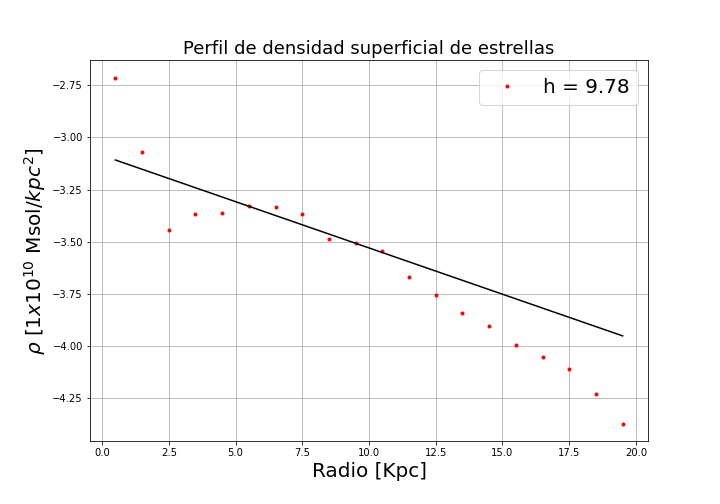 Perfil de densidad superficial de estrellas
h = 9.78
ρ [1x10¹⁰ Msol/kpc²]
−2.75
−3.00
−3.25
−3.50
−3.75
−4.00
−4.25
0.0 2.5 5.0 7.5 10.0 12.5 15.0 17.5 20.0
Radio [Kpc]